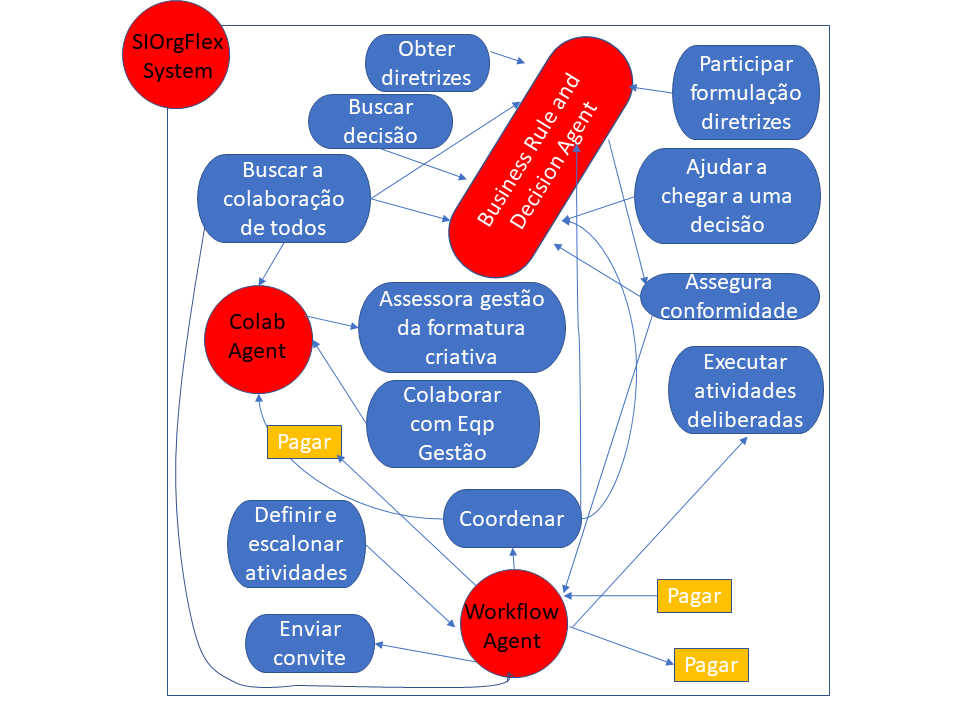 SIOrgFlex
System
Obter
diretrizes
Buscar
decisão
Buscar a
colaboração
de todos
Business Rule and
Decision Agent
Participar
formulação
diretrizes
Ajudar a
chegar a uma
decisão
Assegura
conformidade
Colab
Agent
Assessora gestão
da formatura
criativa
Executar
atividades
deliberadas
Colaborar
com Eqp
Gestão
Pagar
Coordenar
Definir e
escalonar
atividades
Workflow
Agent
Pagar
Enviar
convite
Pagar